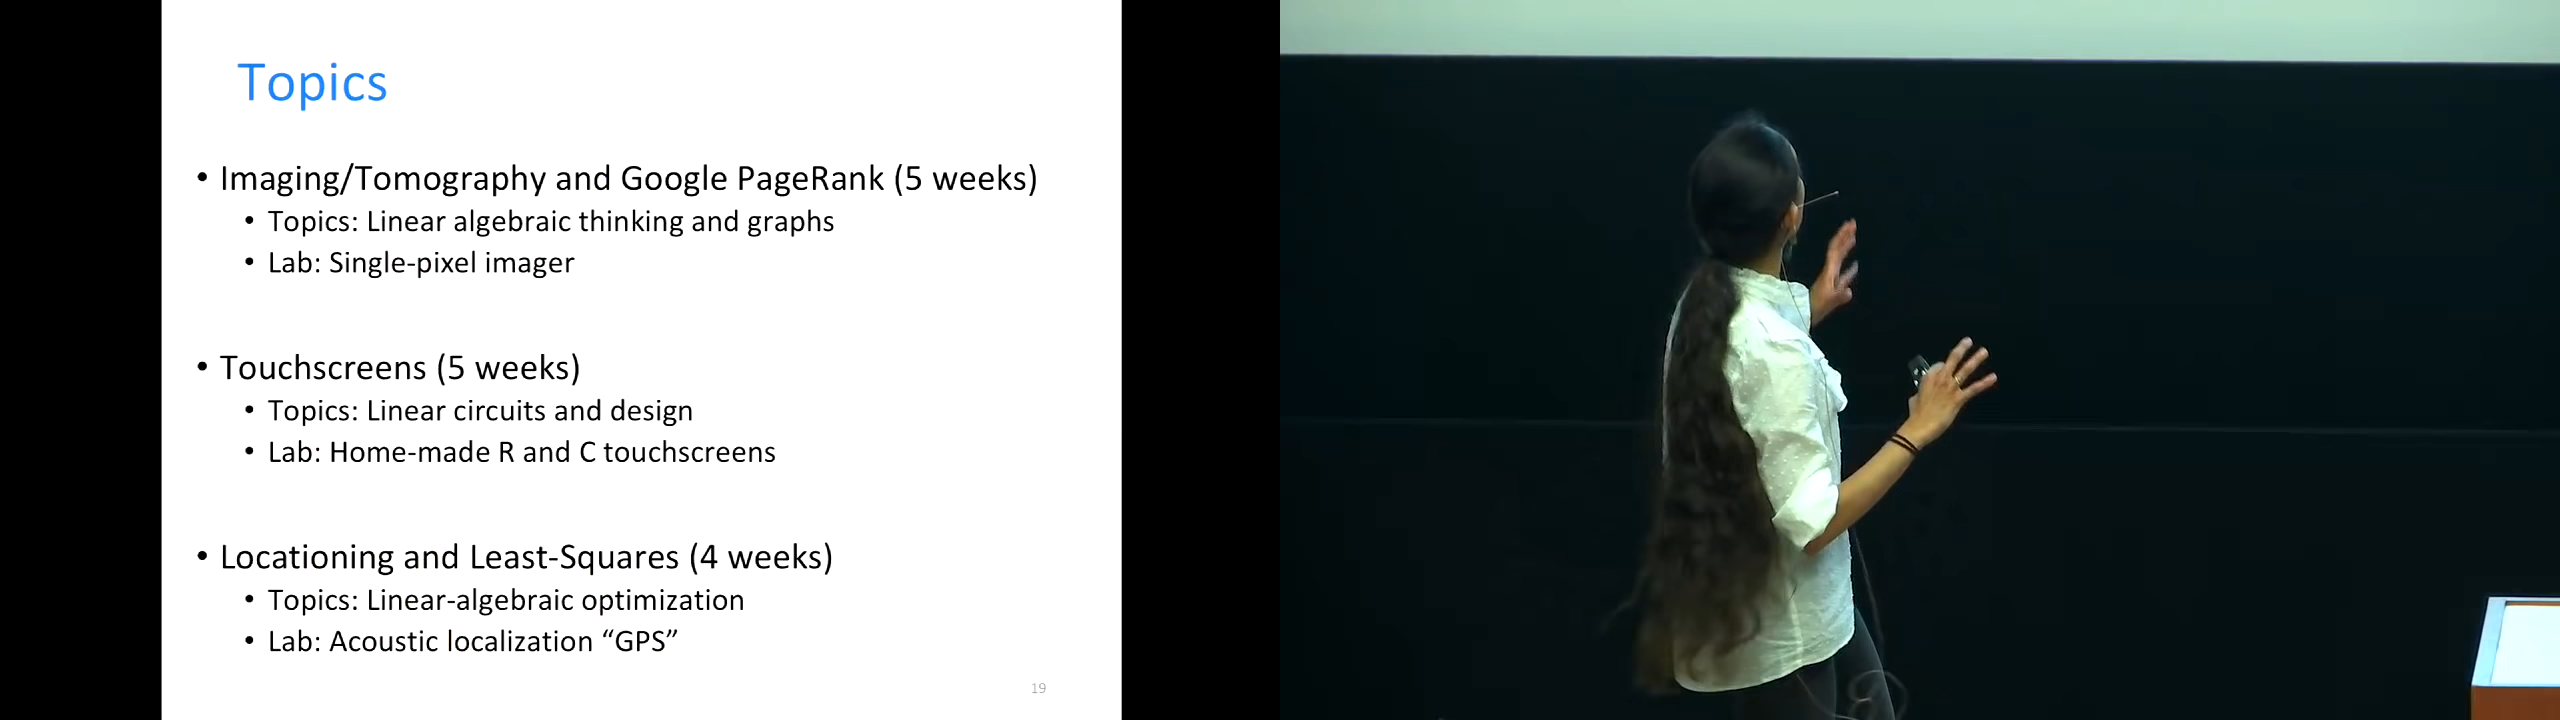 Topics
• Imaging/Tomography and Google PageRank (5 weeks)
• Topics: Linear algebraic thinking and graphs
• Lab: Single-pixel imager
• Touchscreens (5 weeks)
• Topics: Linear circuits and design
• Lab: Home-made R and C touchscreens
• Locationing and Least-Squares (4 weeks)
• Topics: Linear-algebraic optimization
• Lab: Acoustic localization “GPS”
19